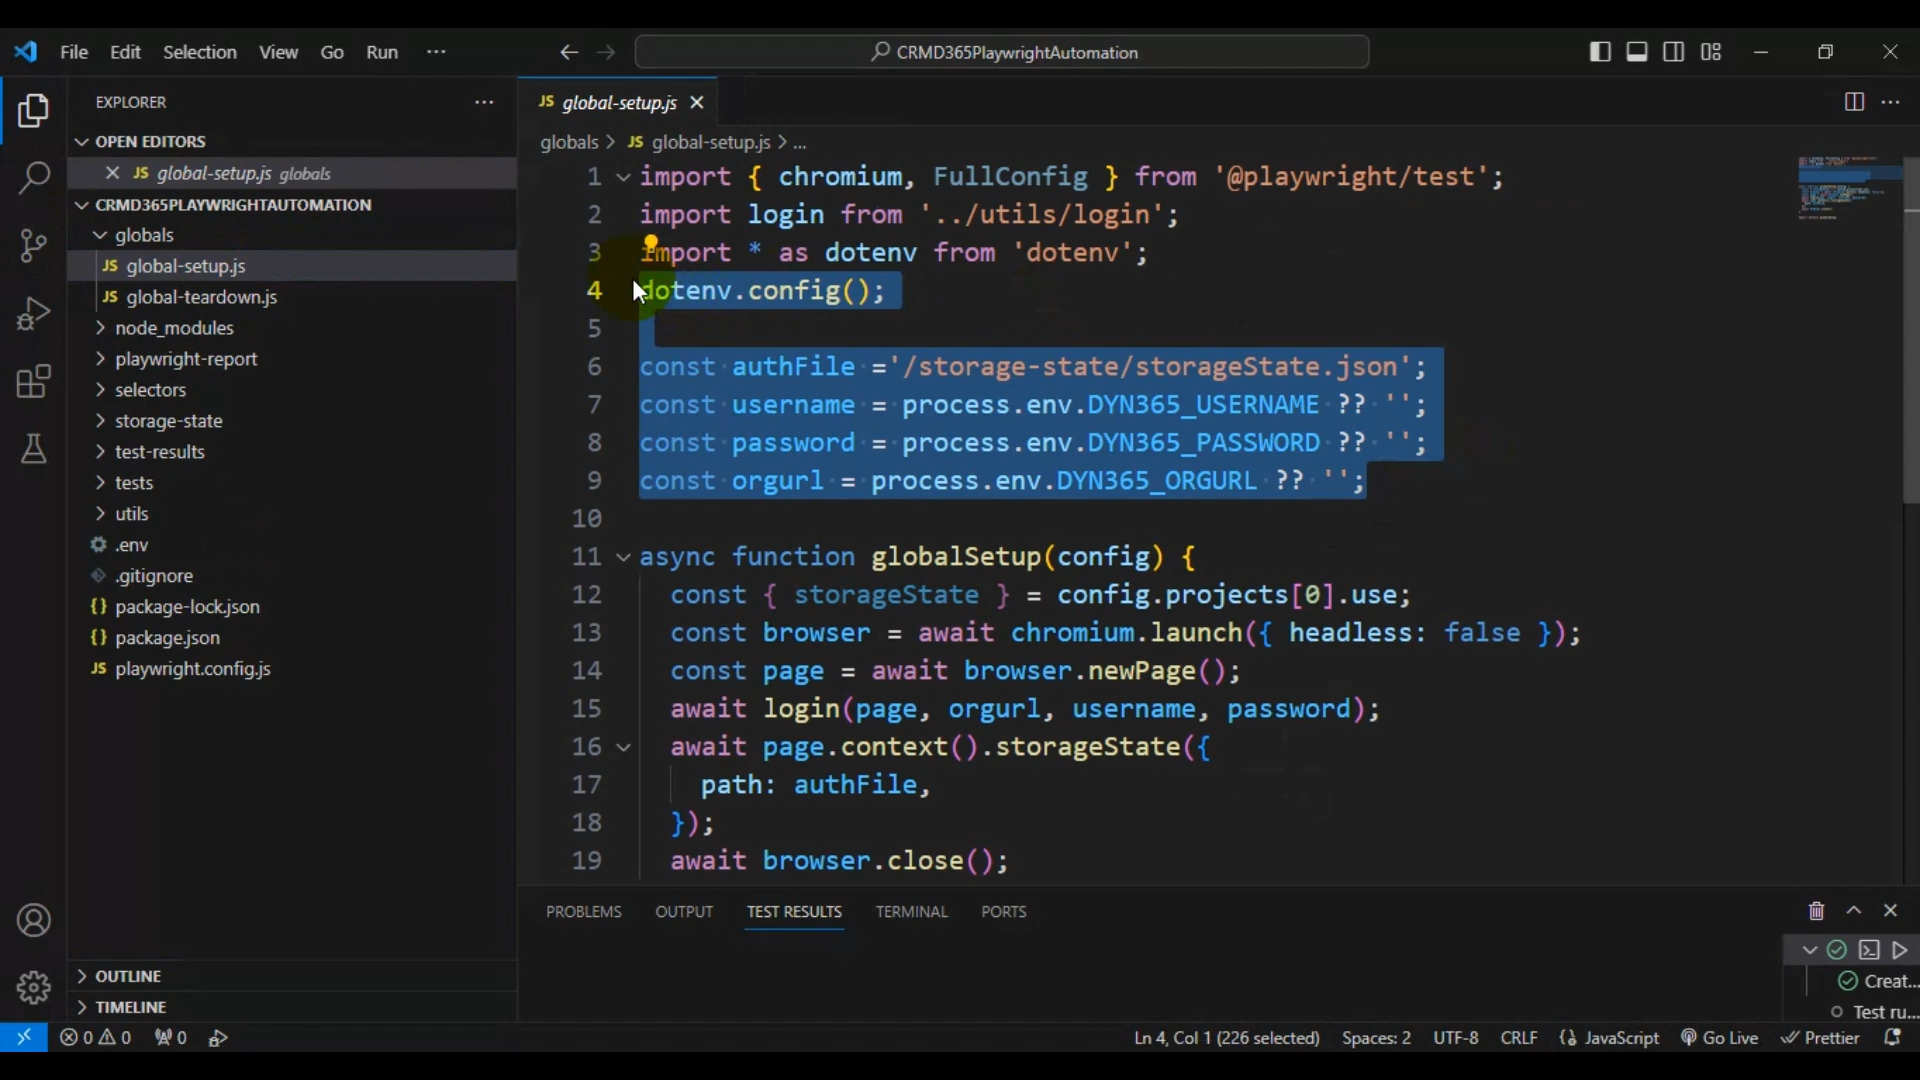 File Edit Selection View Go Run ···
CRMD365PlaywrightAutomation
EXPLORER
OPEN EDITORS
JS global-setup.js globals
CRMD365PLAYWRIGHTAUTOMATION
globals
JS global-setup.js
JS global-teardown.js
node_modules
playwright-report
selectors
storage-state
test-results
tests
utils
.env
.gitignore
{} package-lock.json
{} package.json
JS playwright.config.js
OUTLINE
TIMELINE
JS global-setup.js
globals > JS global-setup.js > ...
1 import { chromium, FullConfig } from '@playwright/test';
2 import login from '../utils/login';
3 import * as dotenv from 'dotenv';
4 dotenv.config();
5
6 const authFile ='/storage-state/storageState.json';
7 const username = process.env.DYN365_USERNAME ?? '';
8 const password = process.env.DYN365_PASSWORD ?? '';
9 const orgurl = process.env.DYN365_ORGURL ?? '';
10
11 async function globalSetup(config) {
12 const { storageState } = config.projects[0].use;
13 const browser = await chromium.launch({ headless: false });
14 const page = await browser.newPage();
15 await login(page, orgurl, username, password);
16 await page.context().storageState({
17 path: authFile,
18 });
19 await browser.close();
PROBLEMS OUTPUT TEST RESULTS TERMINAL PORTS
Creat...
Test ru...
0 0 0
Ln 4, Col 1 (226 selected) Spaces: 2 UTF-8 CRLF JavaScript Go Live Prettier